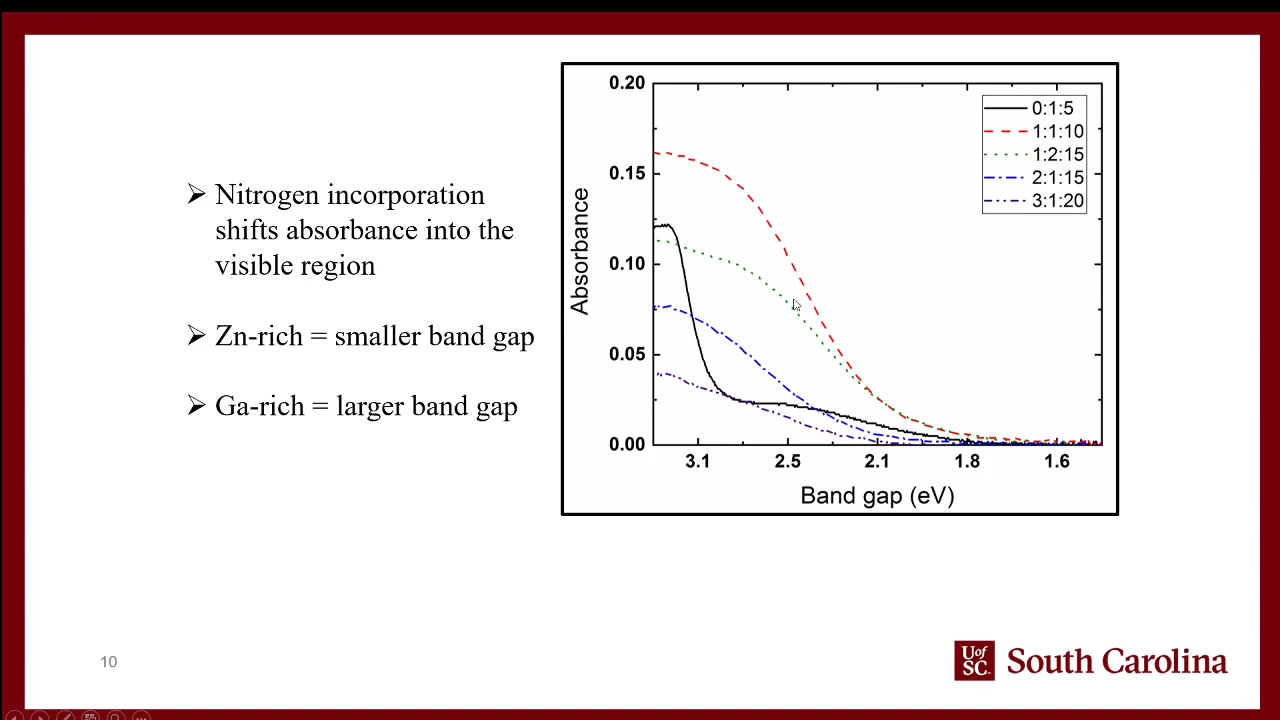 ➢ Nitrogen incorporation
shifts absorbance into the
visible region
➢ Zn-rich = smaller band gap
➢ Ga-rich = larger band gap
0.20
0.15
0.10
0.05
0.00
Absorbance
0:1:5
1:1:10
1:2:15
2:1:15
3:1:20
3.1 2.5 2.1 1.8 1.6
Band gap (eV)
10
UofSC South Carolina